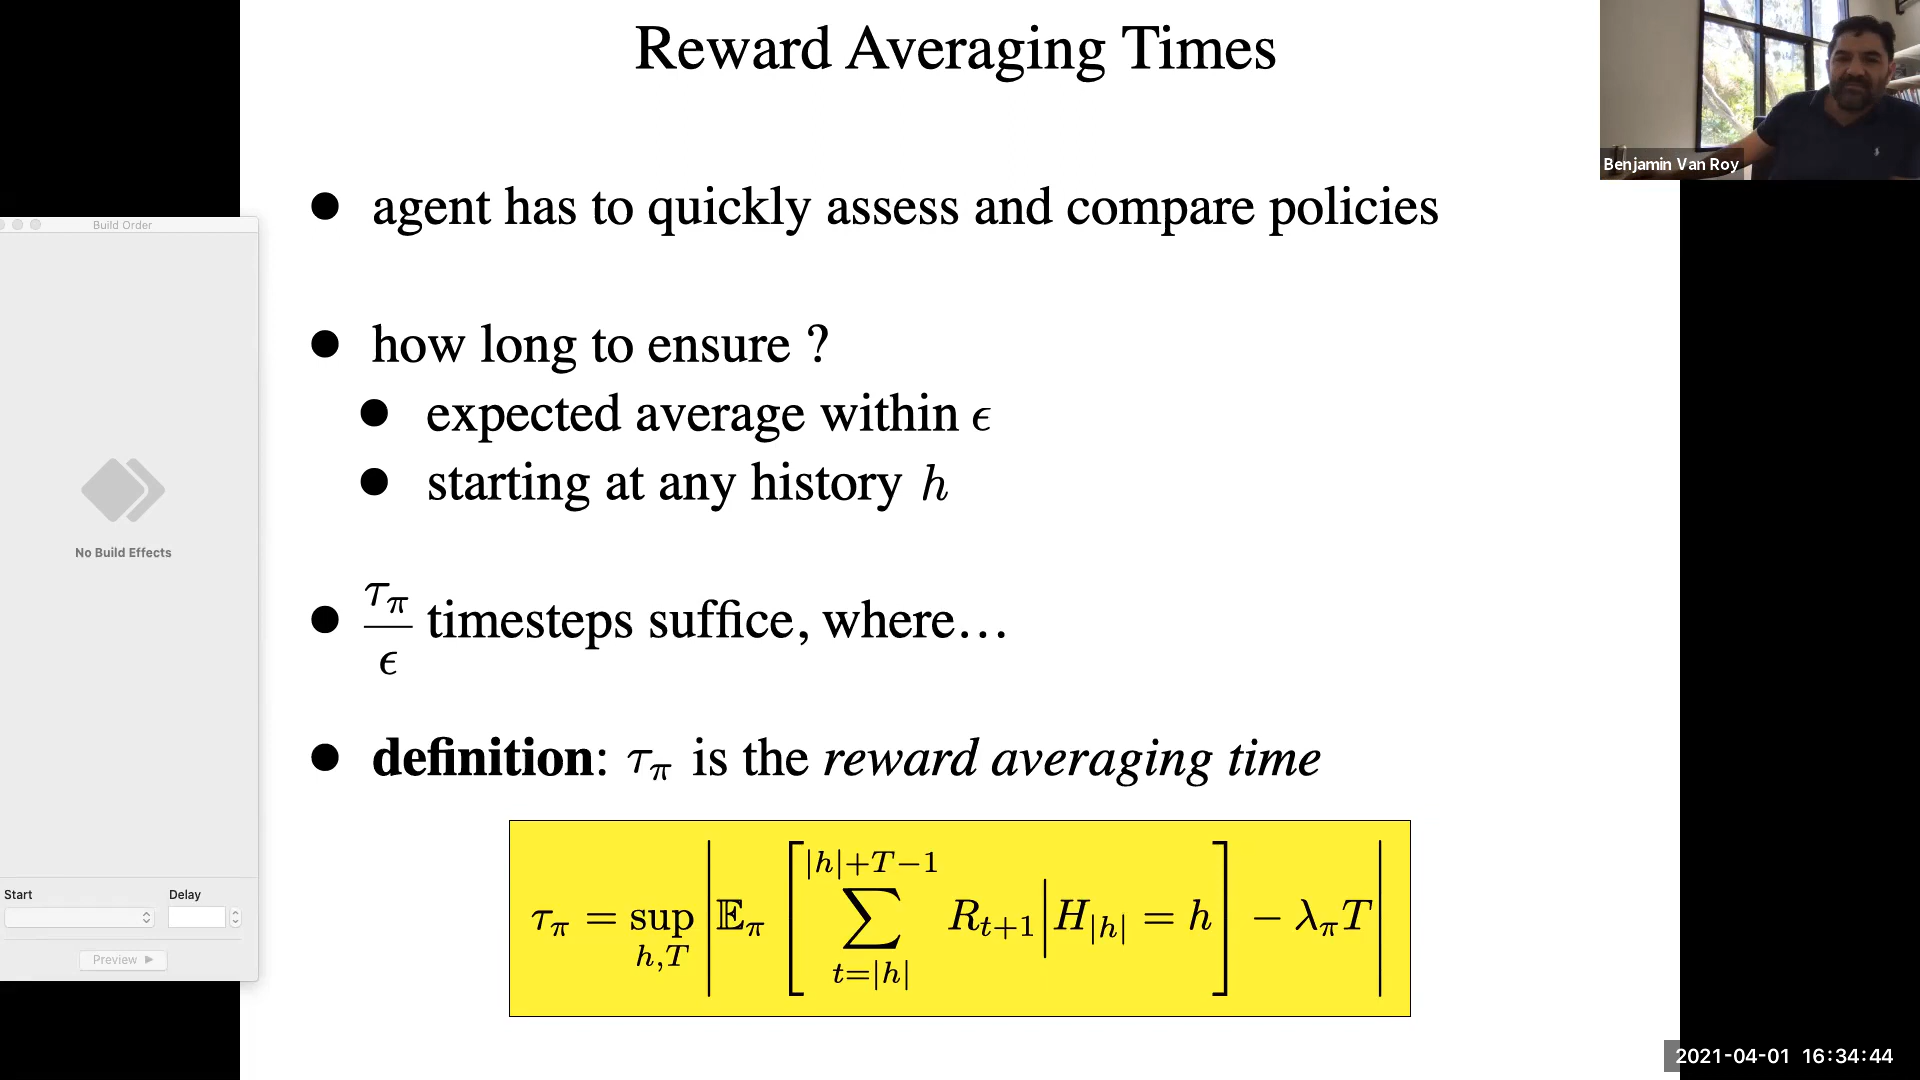 Reward Averaging Times
Benjamin Van Roy
● agent has to quickly assess and compare policies
Build Order
● how long to ensure ?
● expected average within ϵ
● starting at any history h
No Build Effects
● τ_π/ϵ timesteps suffice, where…
● definition: τ_π is the reward averaging time
τ_π = sup_{h,T} | 𝔼_π [ ∑_{t=|h|}^{|h|+T−1} R_{t+1} | H_{|h|} = h ] − λ_π T |
Start Delay
Preview ▶
2021-04-01 16:34:44